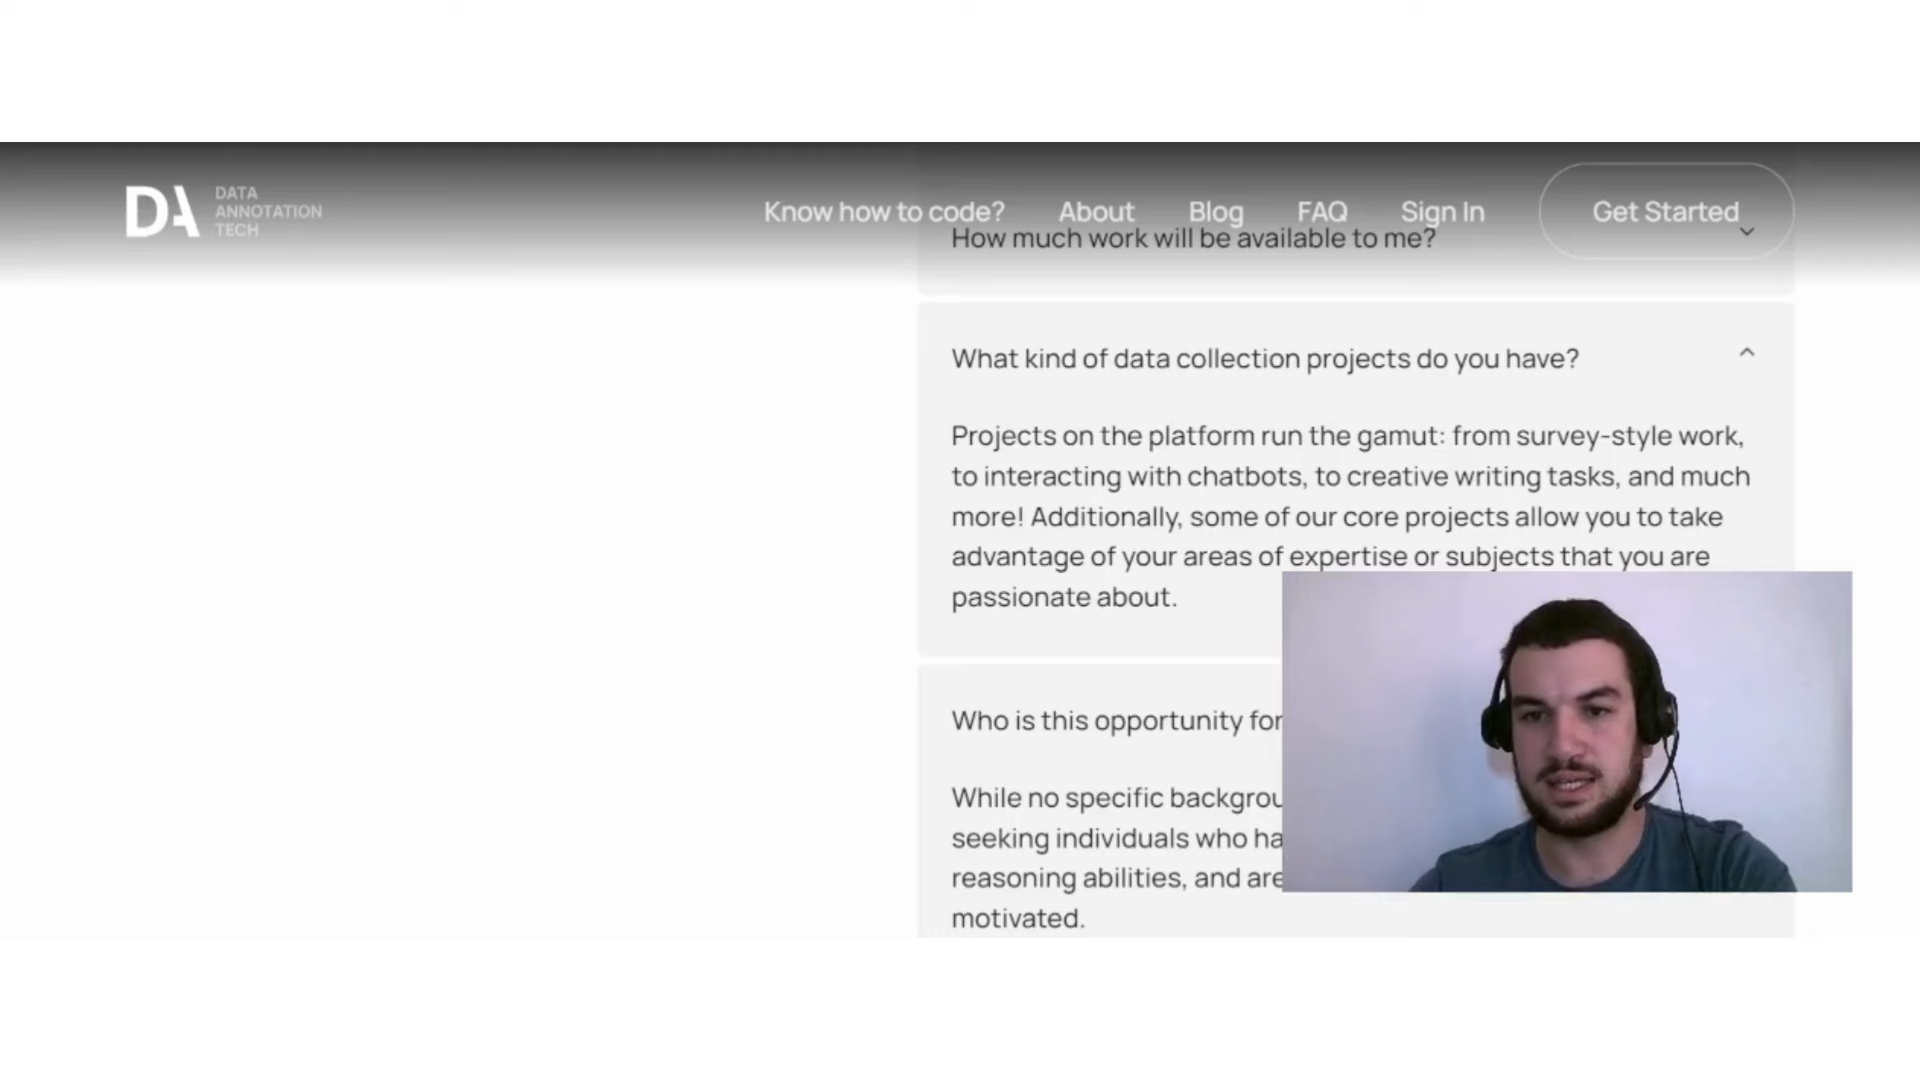 DATA
ANNOTATION
TECH
DA
Know how to code? About Blog FAQ Sign In Get Started
How much work will be available to me?
What kind of data collection projects do you have?
Projects on the platform run the gamut: from survey-style work,
to interacting with chatbots, to creative writing tasks, and much
more! Additionally, some of our core projects allow you to take
advantage of your areas of expertise or subjects that you are
passionate about.
Who is this opportunity for
While no specific backgrou
seeking individuals who ha
reasoning abilities, and are
motivated.